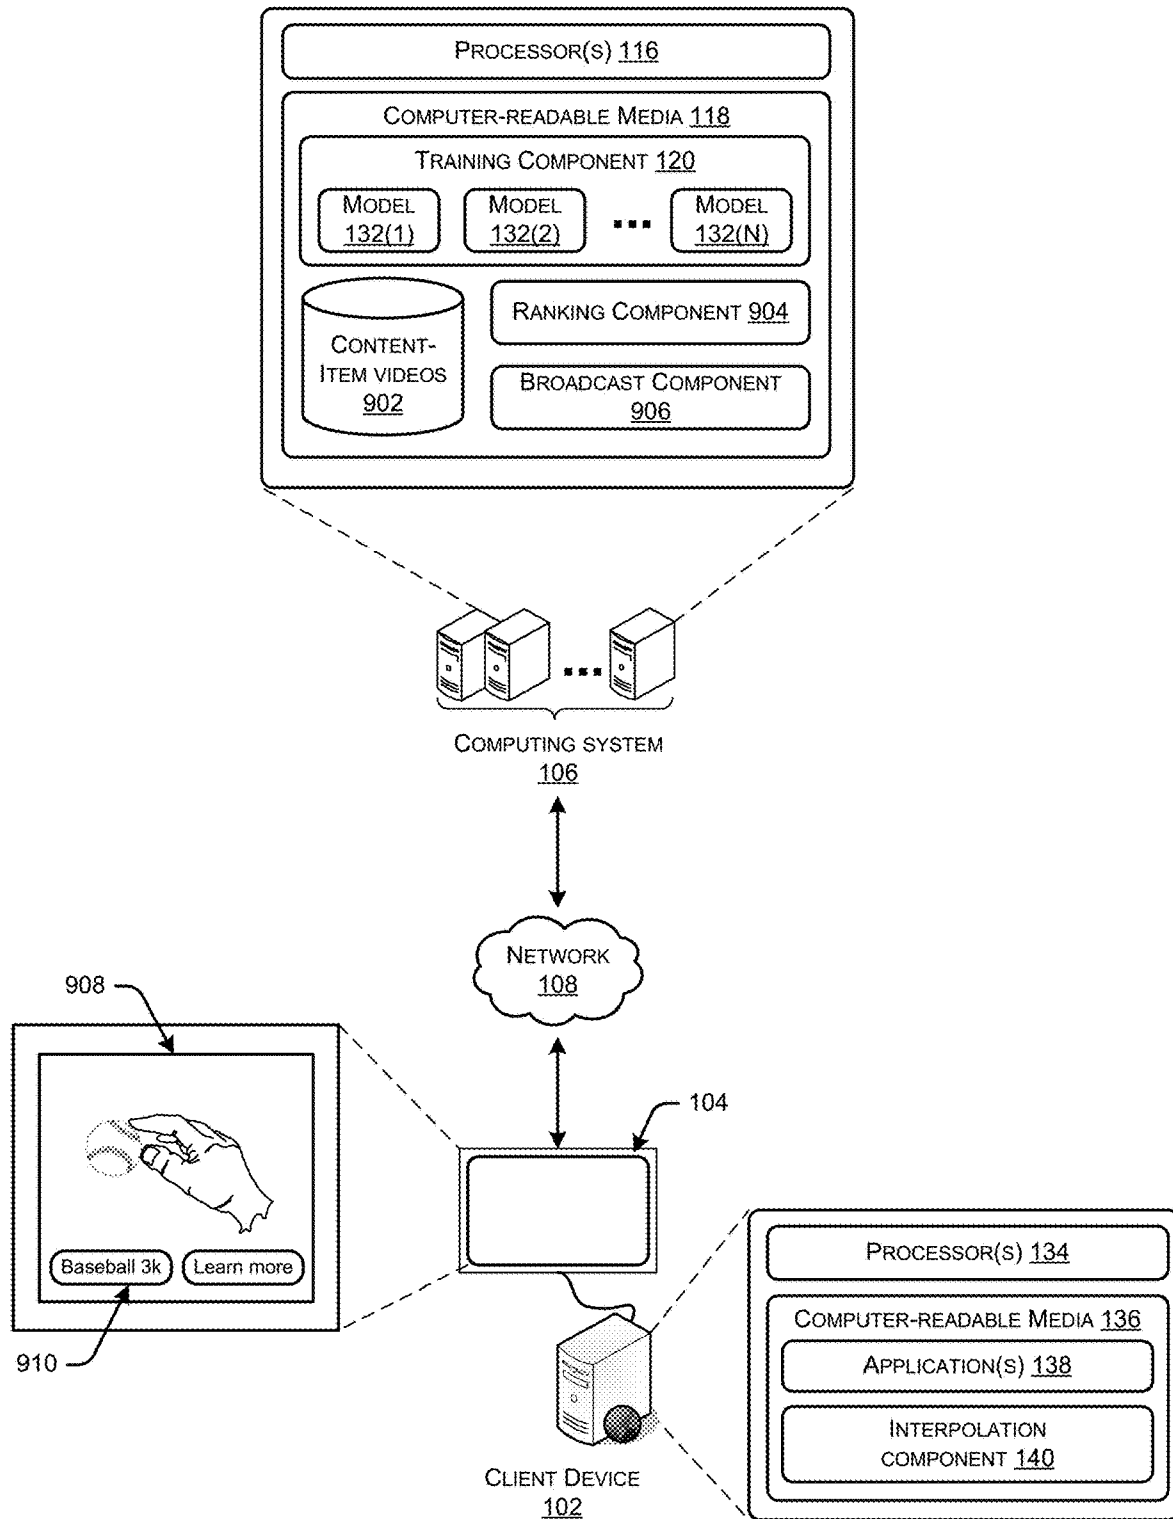 PROCESSOR(S) 116
COMPUTER-READABLE MEDIA 118
TRAINING COMPONENT 120
MODEL
132(1)
MODEL
132(2)
...
MODEL
132(N)
CONTENT-
ITEM VIDEOS
902
RANKING COMPONENT 904
BROADCAST COMPONENT
906
...
COMPUTING SYSTEM
106
NETWORK
108
908
104
Baseball 3k
Learn more
910
PROCESSOR(S) 134
COMPUTER-READABLE MEDIA 136
APPLICATION(S) 138
INTERPOLATION
COMPONENT 140
CLIENT DEVICE
102